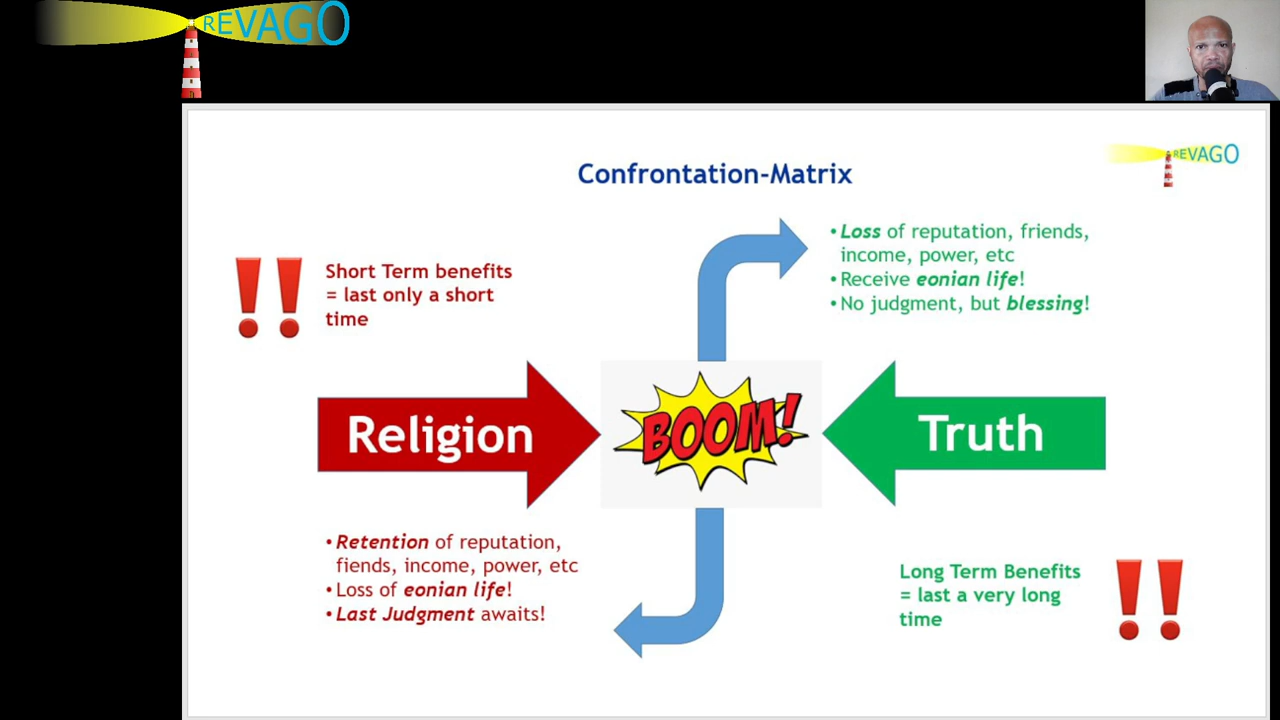 REVAGO
REVAGO
Confrontation-Matrix
Short Term benefits
= last only a short
time
•Loss of reputation, friends,
income, power, etc
•Receive eonian life!
•No judgment, but blessing!
Religion
BOOM!
Truth
•Retention of reputation,
fiends, income, power, etc
•Loss of eonian life!
•Last Judgment awaits!
Long Term Benefits
= last a very long
time